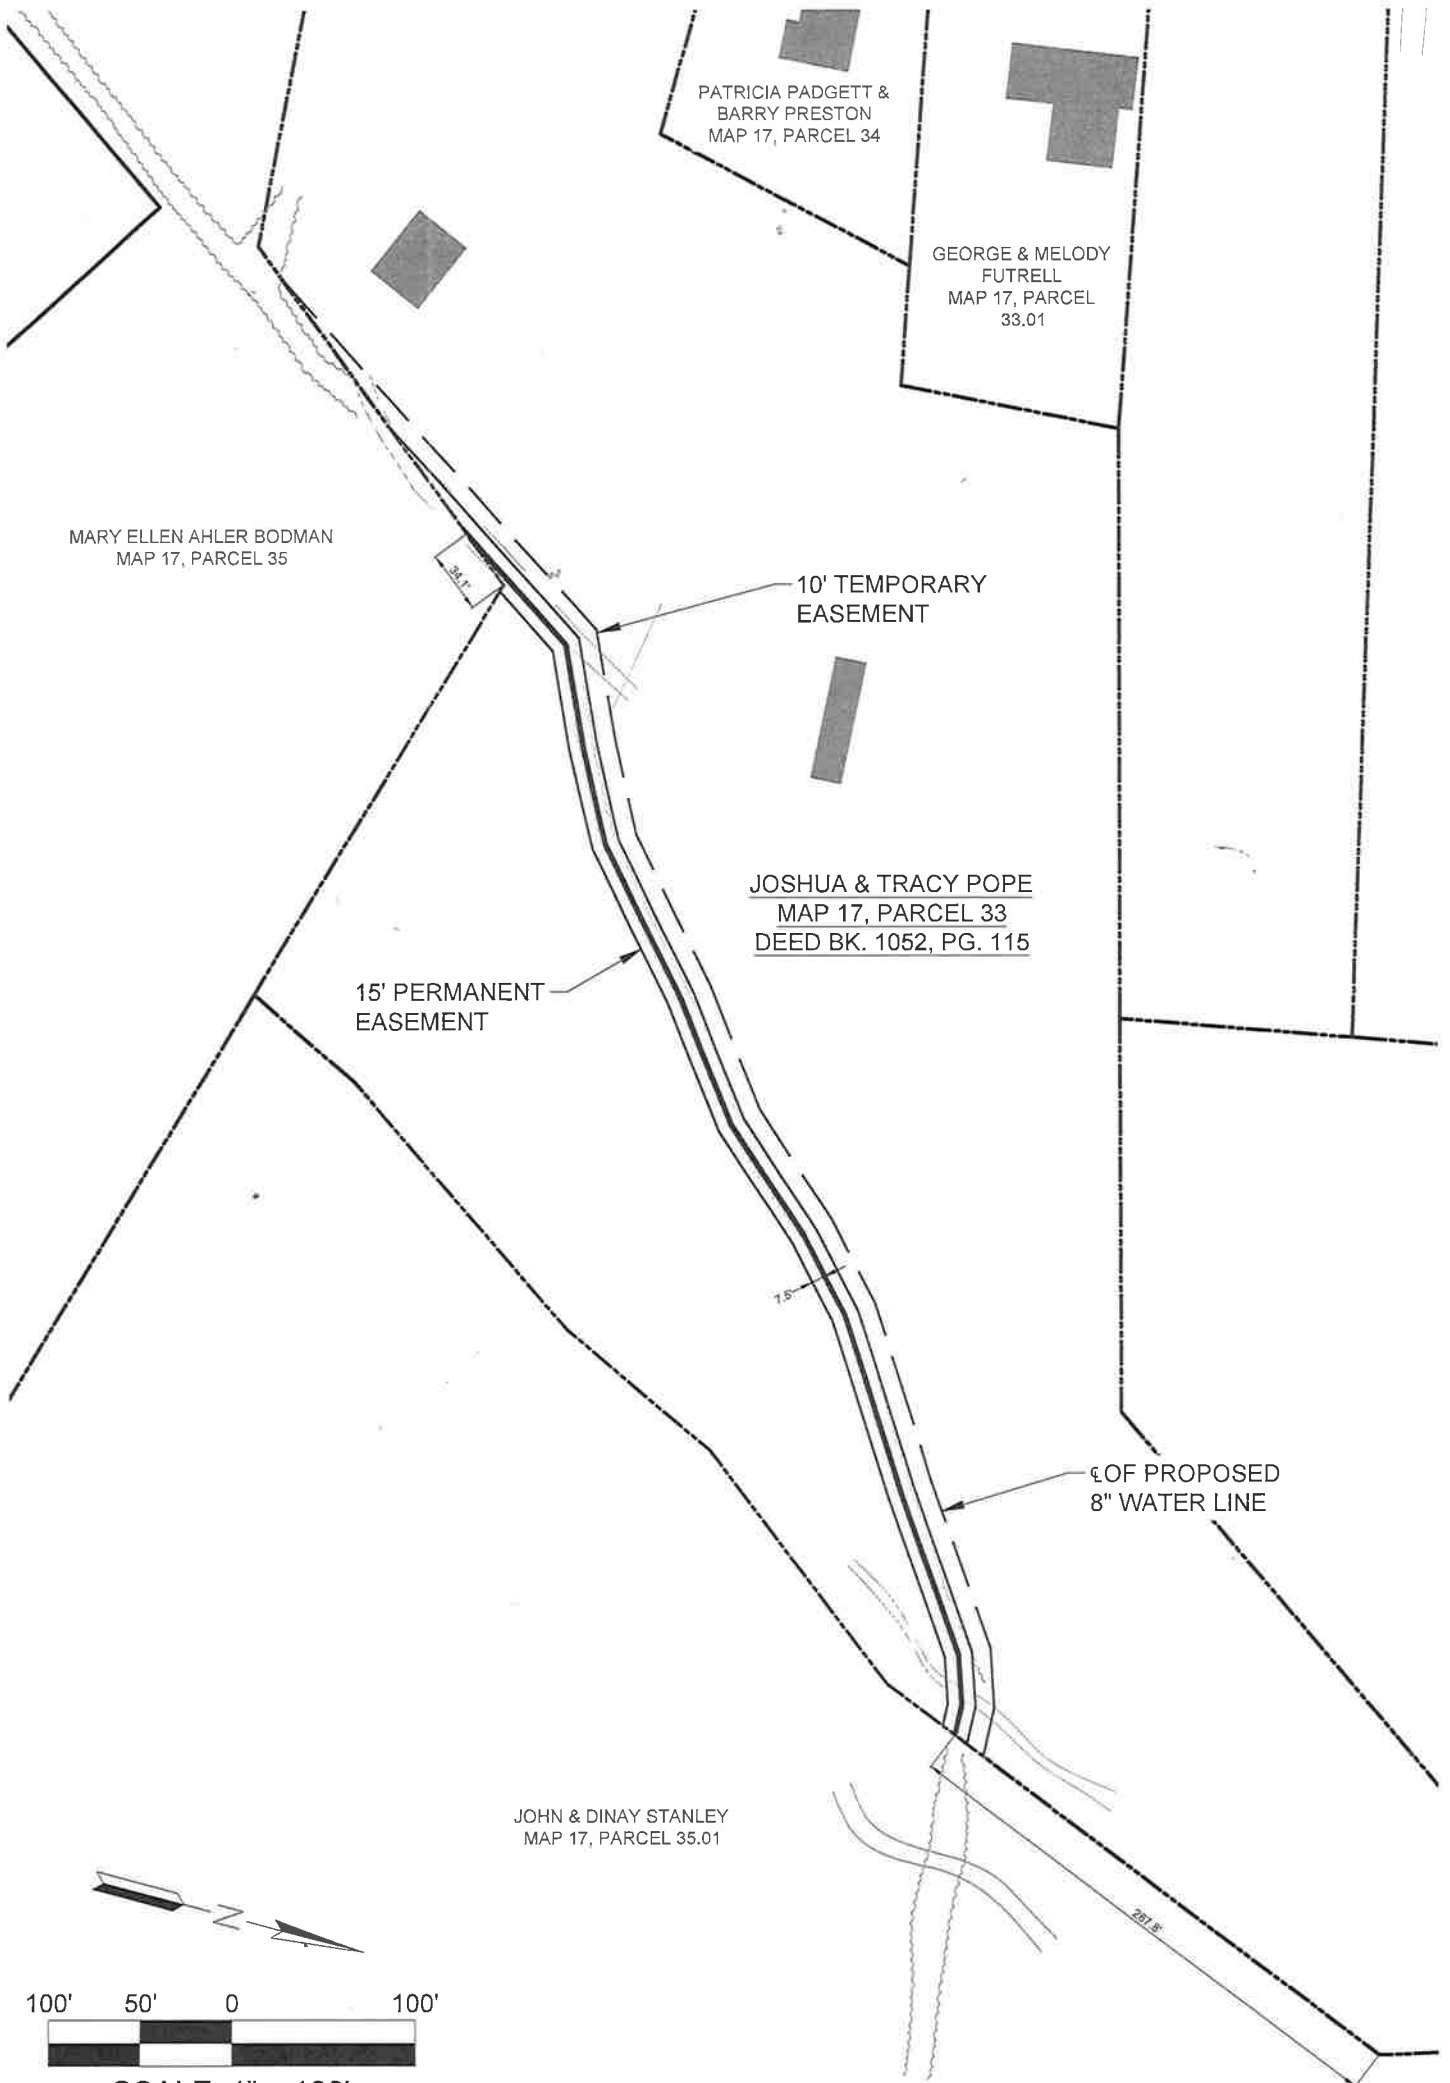 PATRICIA PADGETT &
BARRY PRESTON
MAP 17, PARCEL 34
GEORGE & MELODY
FUTRELL
MAP 17, PARCEL
33.01
MARY ELLEN AHLER BODMAN
MAP 17, PARCEL 35
34.1'
10' TEMPORARY
EASEMENT
JOSHUA & TRACY POPE
MAP 17, PARCEL 33
DEED BK. 1052, PG. 115
15' PERMANENT
EASEMENT
7.5'
℄ OF PROPOSED
8" WATER LINE
JOHN & DINAY STANLEY
MAP 17, PARCEL 35.01
N
100' 50' 0 100'